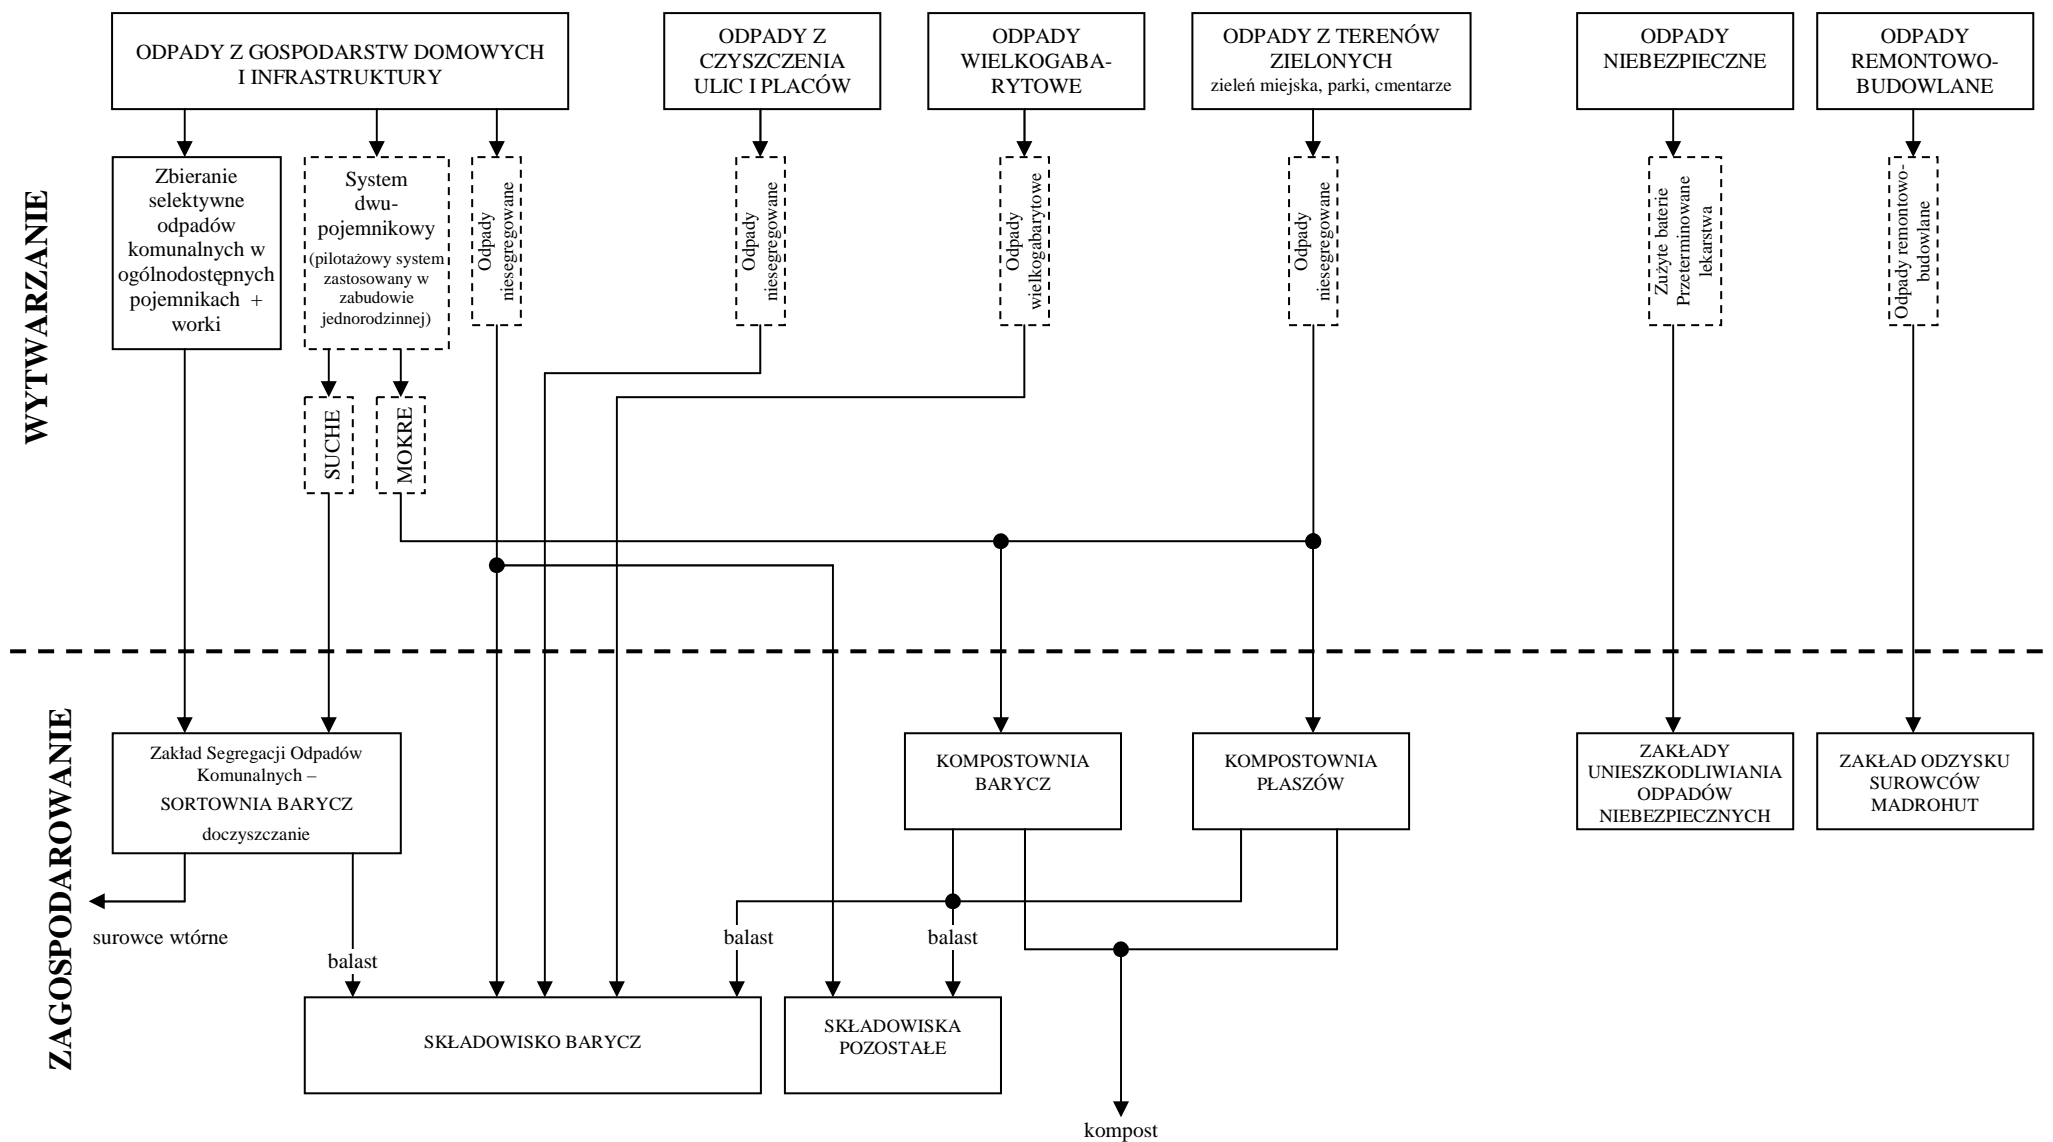 ODPADY Z GOSPODARSTW DOMOWYCH
I INFRASTRUKTURY
ODPADY Z
CZYSZCZENIA
ULIC I PLACÓW
ODPADY
WIELKOGABA-
RYTOWE
ODPADY Z TERENÓW
ZIELONYCH
zieleń miejska, parki, cmentarze
ODPADY
NIEBEZPIECZNE
ODPADY
REMONTOWO-
BUDOWLANE
WYTWARZANIE
Zbieranie
selektywne
odpadów
komunalnych w
ogólnodostępnych
pojemnikach +
worki
System
dwu-
pojemnikowy
(pilotażowy system
zastosowany w
zabudowie
jednorodzinnej)
Odpady
niesegregowane
Odpady
niesegregowane
Odpady
wielkogabarytowe
Odpady
niesegregowane
Zużyte baterie
Przeterminowane
lekarstwa
Odpady remontowo-
budowlane
SUCHE
MOKRE
ZAGOSPODAROWANIE
Zakład Segregacji Odpadów
Komunalnych –
SORTOWNIA BARYCZ
doczyszczanie
KOMPOSTOWNIA
BARYCZ
KOMPOSTOWNIA
PŁASZÓW
ZAKŁADY
UNIESZKODLIWIANIA
ODPADÓW
NIEBEZPIECZNYCH
ZAKŁAD ODZYSKU
SUROWCÓW
MADROHUT
surowce wtórne
balast
balast
balast
SKŁADOWISKO BARYCZ
SKŁADOWISKA
POZOSTAŁE
kompost